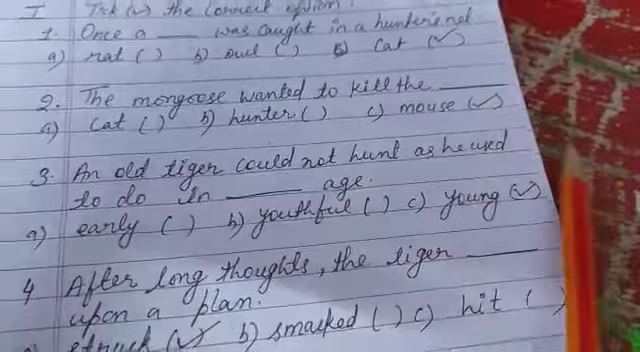 I Tick (✓) the correct option.
1. Once a ____ was caught in a hunter's net
a) rat ( ) b) owl ( ) c) cat (✓)
2. The mongoose wanted to kill the ____
a) cat ( ) b) hunter ( ) c) mouse (✓)
3. An old tiger could not hunt as he used
to do in ____ age.
a) early ( ) b) youthful ( ) c) young (✓)
4 After long thoughts, the tiger ____
upon a plan.
a) struck (✓) b) smacked ( ) c) hit ( )